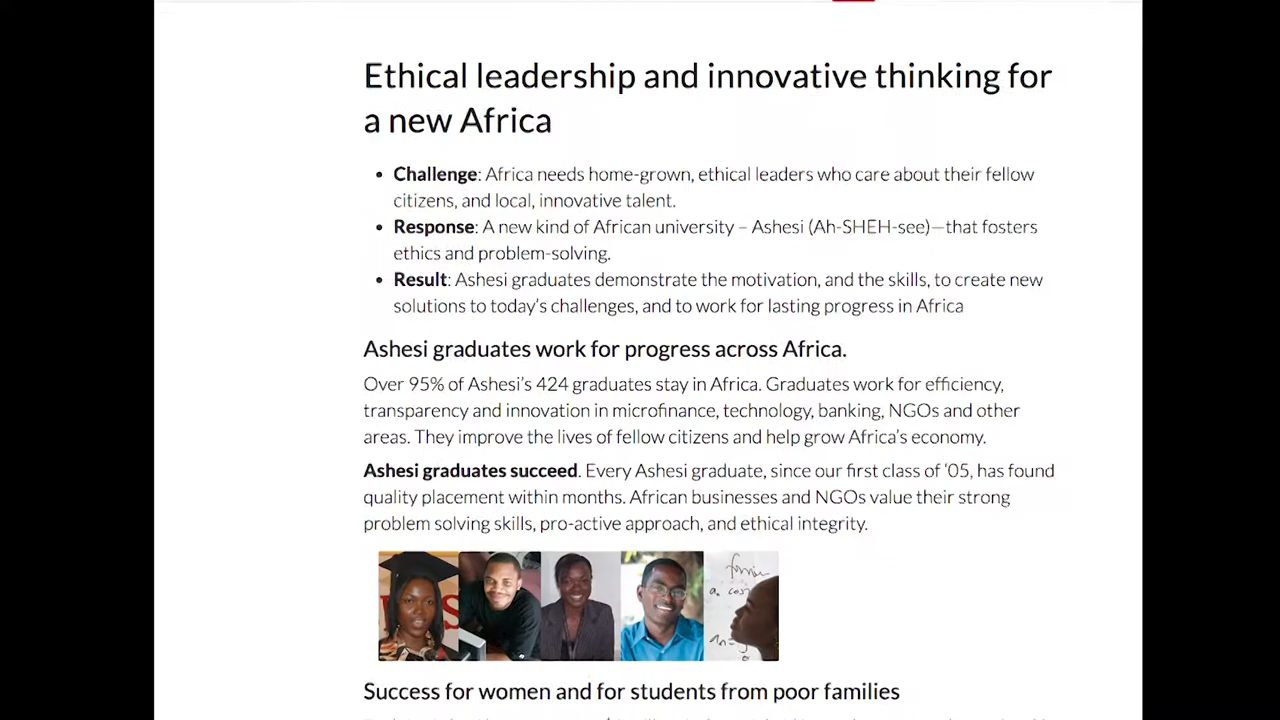 Ethical leadership and innovative thinking for
a new Africa
• Challenge: Africa needs home-grown, ethical leaders who care about their fellow
citizens, and local, innovative talent.
• Response: A new kind of African university – Ashesi (Ah-SHEH-see)—that fosters
ethics and problem-solving.
• Result: Ashesi graduates demonstrate the motivation, and the skills, to create new
solutions to today's challenges, and to work for lasting progress in Africa
Ashesi graduates work for progress across Africa.
Over 95% of Ashesi's 424 graduates stay in Africa. Graduates work for efficiency,
transparency and innovation in microfinance, technology, banking, NGOs and other
areas. They improve the lives of fellow citizens and help grow Africa's economy.
Ashesi graduates succeed. Every Ashesi graduate, since our first class of '05, has found
quality placement within months. African businesses and NGOs value their strong
problem solving skills, pro-active approach, and ethical integrity.
Success for women and for students from poor families